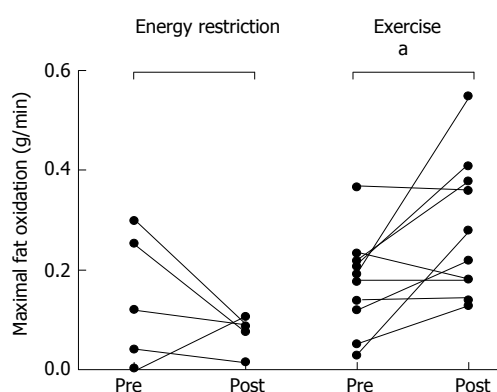 Energy restriction
Exercise
a
Maximal fat oxidation (g/min)
0.6
0.4
0.2
0.0
Pre
Post
Pre
Post